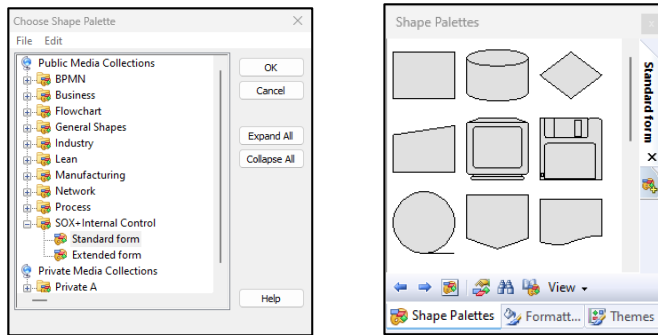 Choose Shape Palette
File Edit
Public Media Collections
BPMN
Business
Flowchart
General Shapes
Industry
Lean
Manufacturing
Network
Process
SOX+Internal Control
Standard form
Extended form
Private Media Collections
Private A
OK
Cancel
Expand All
Collapse All
Help
Shape Palettes
Standard form
View
Shape Palettes Formatt... Themes